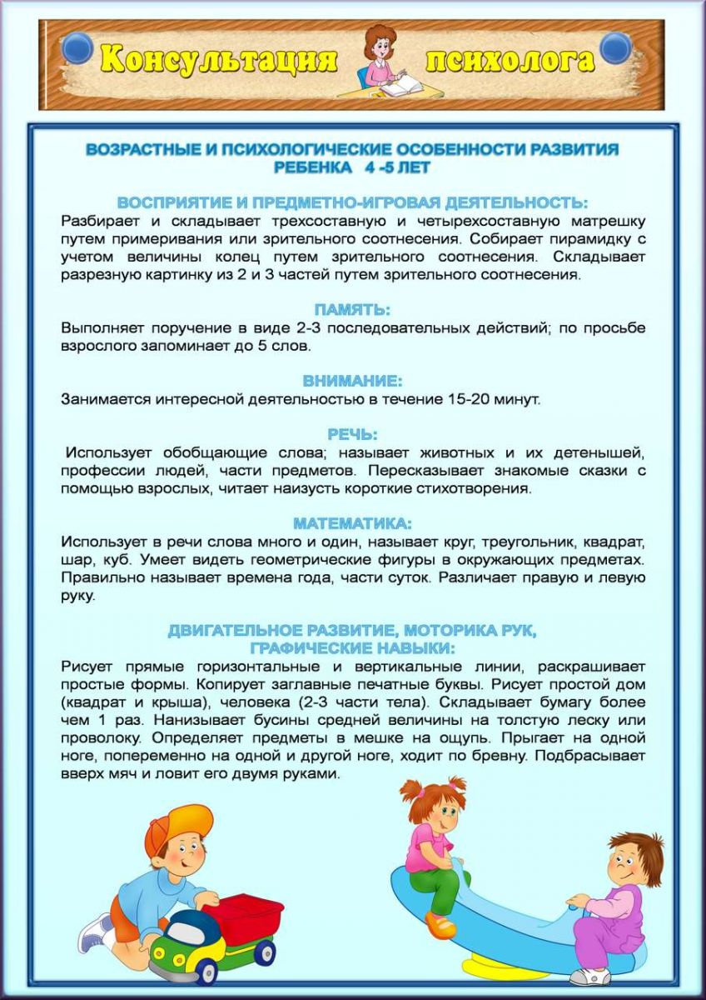 Консультация психолога
ВОЗРАСТНЫЕ И ПСИХОЛОГИЧЕСКИЕ ОСОБЕННОСТИ РАЗВИТИЯ
РЕБЕНКА 4 -5 ЛЕТ
ВОСПРИЯТИЕ И ПРЕДМЕТНО-ИГРОВАЯ ДЕЯТЕЛЬНОСТЬ:
Разбирает и складывает трехсоставную и четырехсоставную матрешку
путем примеривания или зрительного соотнесения. Собирает пирамидку с
учетом величины колец путем зрительного соотнесения. Складывает
разрезную картинку из 2 и 3 частей путем зрительного соотнесения.
ПАМЯТЬ:
Выполняет поручение в виде 2-3 последовательных действий; по просьбе
взрослого запоминает до 5 слов.
ВНИМАНИЕ:
Занимается интересной деятельностью в течение 15-20 минут.
РЕЧЬ:
Использует обобщающие слова; называет животных и их детенышей,
профессии людей, части предметов. Пересказывает знакомые сказки с
помощью взрослых, читает наизусть короткие стихотворения.
МАТЕМАТИКА:
Использует в речи слова много и один, называет круг, треугольник, квадрат,
шар, куб. Умеет видеть геометрические фигуры в окружающих предметах.
Правильно называет времена года, части суток. Различает правую и левую
руку.
ДВИГАТЕЛЬНОЕ РАЗВИТИЕ, МОТОРИКА РУК,
ГРАФИЧЕСКИЕ НАВЫКИ:
Рисует прямые горизонтальные и вертикальные линии, раскрашивает
простые формы. Копирует заглавные печатные буквы. Рисует простой дом
(квадрат и крыша), человека (2-3 части тела). Складывает бумагу более
чем 1 раз. Нанизывает бусины средней величины на толстую леску или
проволоку. Определяет предметы в мешке на ощупь. Прыгает на одной
ноге, попеременно на одной и другой ноге, ходит по бревну. Подбрасывает
вверх мяч и ловит его двумя руками.